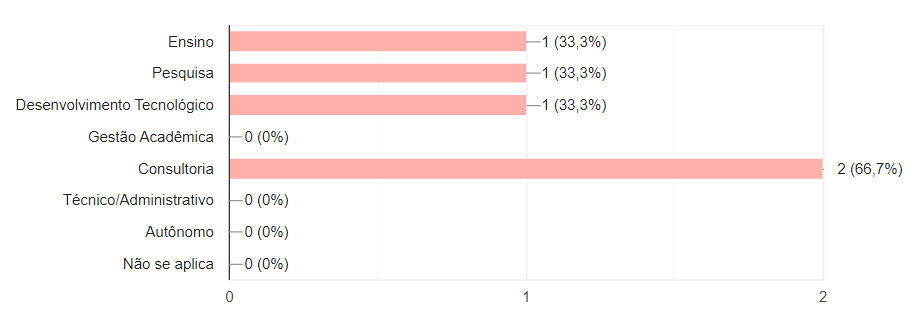 Ensino 1 (33,3%)
Pesquisa 1 (33,3%)
Desenvolvimento Tecnológico 1 (33,3%)
Gestão Acadêmica 0 (0%)
Consultoria 2 (66,7%)
Técnico/Administrativo 0 (0%)
Autônomo 0 (0%)
Não se aplica 0 (0%)
0 1 2